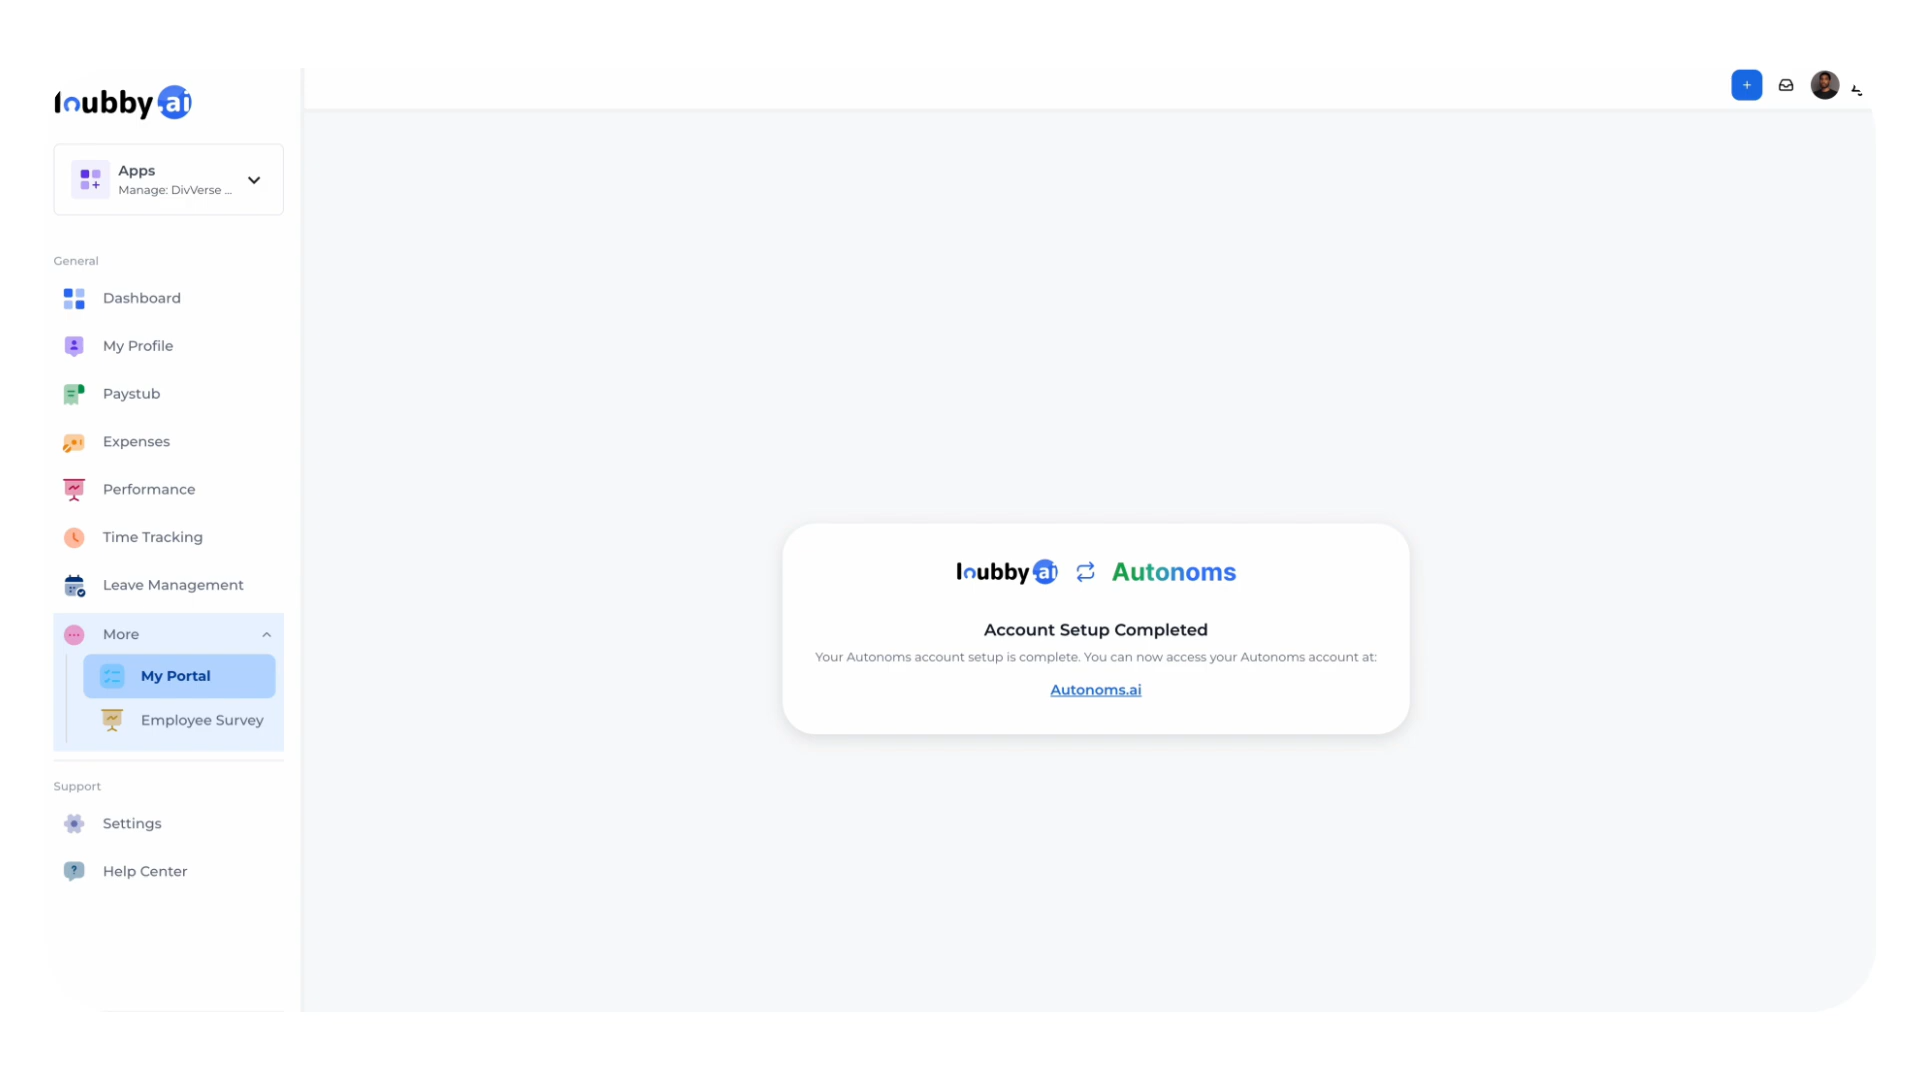 loubby.ai
Apps
Manage: DivVerse ...
General
Dashboard
My Profile
Paystub
Expenses
Performance
Time Tracking
Leave Management
More
My Portal
Employee Survey
Support
Settings
Help Center
loubby ai Autonoms
Account Setup Completed
Your Autonoms account setup is complete. You can now access your Autonoms account at:
Autonoms.ai